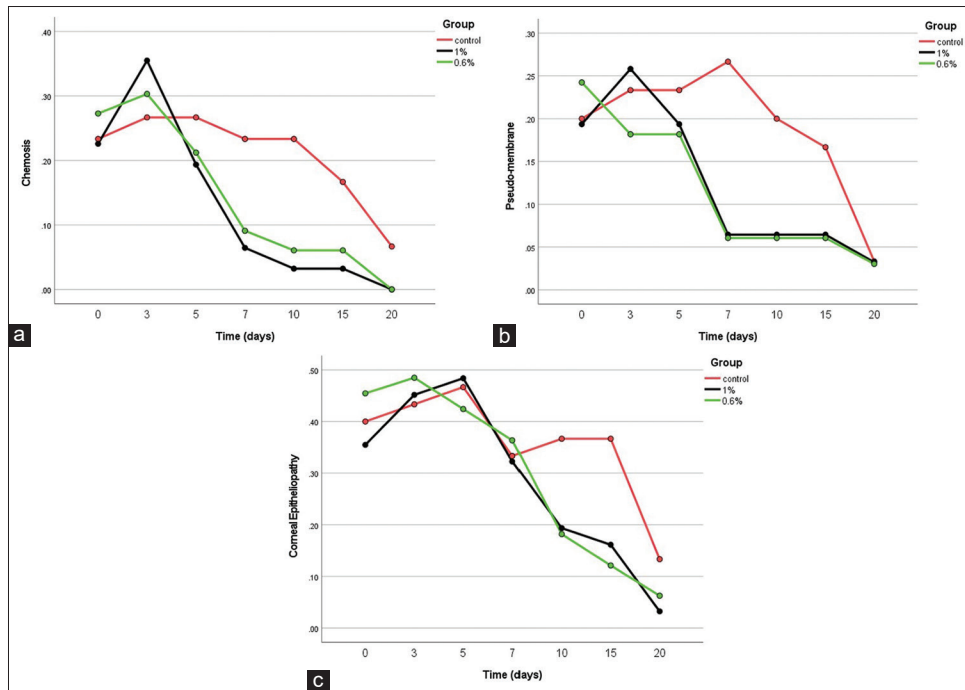 Group
control
1%
0.6%
.40
.30
.20
.10
.00
Chemosis
0 3 5 7 10 15 20
Time (days)
a
Group
control
1%
0.6%
.30
.25
.20
.15
.10
.05
.00
Pseudo-membrane
0 3 5 7 10 15 20
Time (days)
b
Group
control
1%
0.6%
.50
.40
.30
.20
.10
.00
Corneal Epitheliopathy
0 3 5 7 10 15 20
Time (days)
c